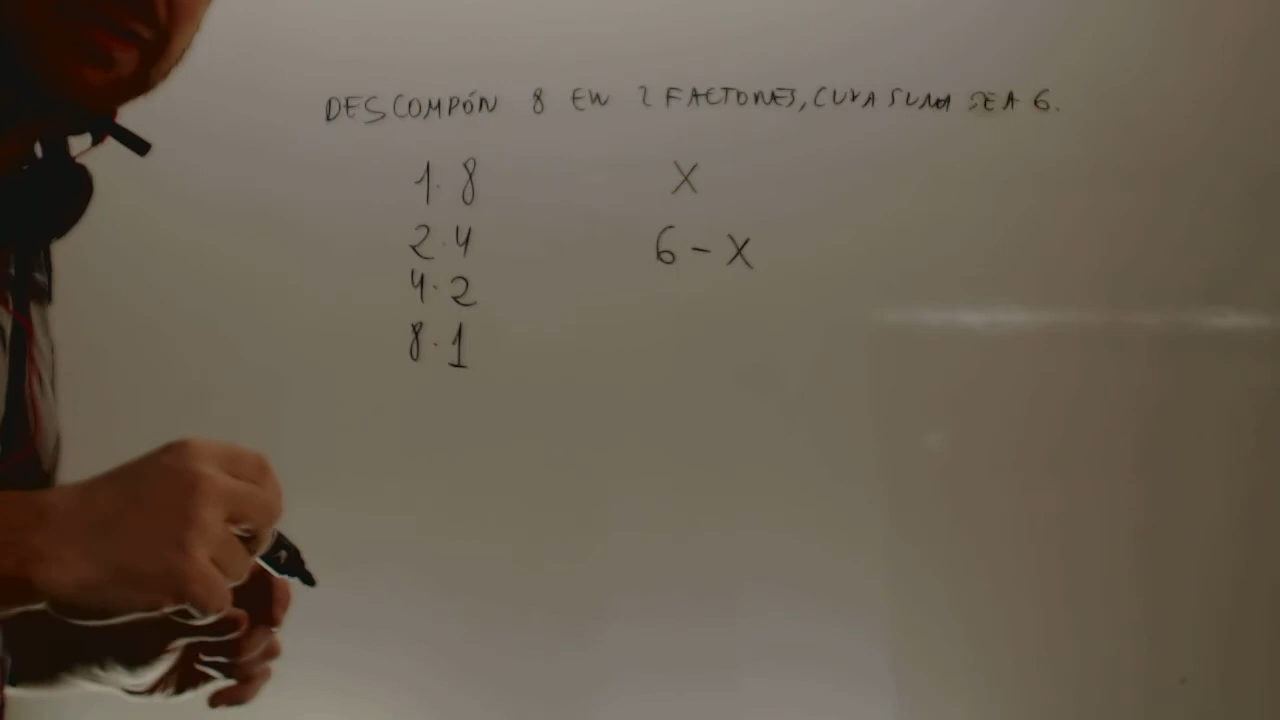 DESCOMPÓN 8 EN 2 FACTORES, CUYA SUMA SEA 6.
1·8
2·4
4·2
8·1
X
6-X